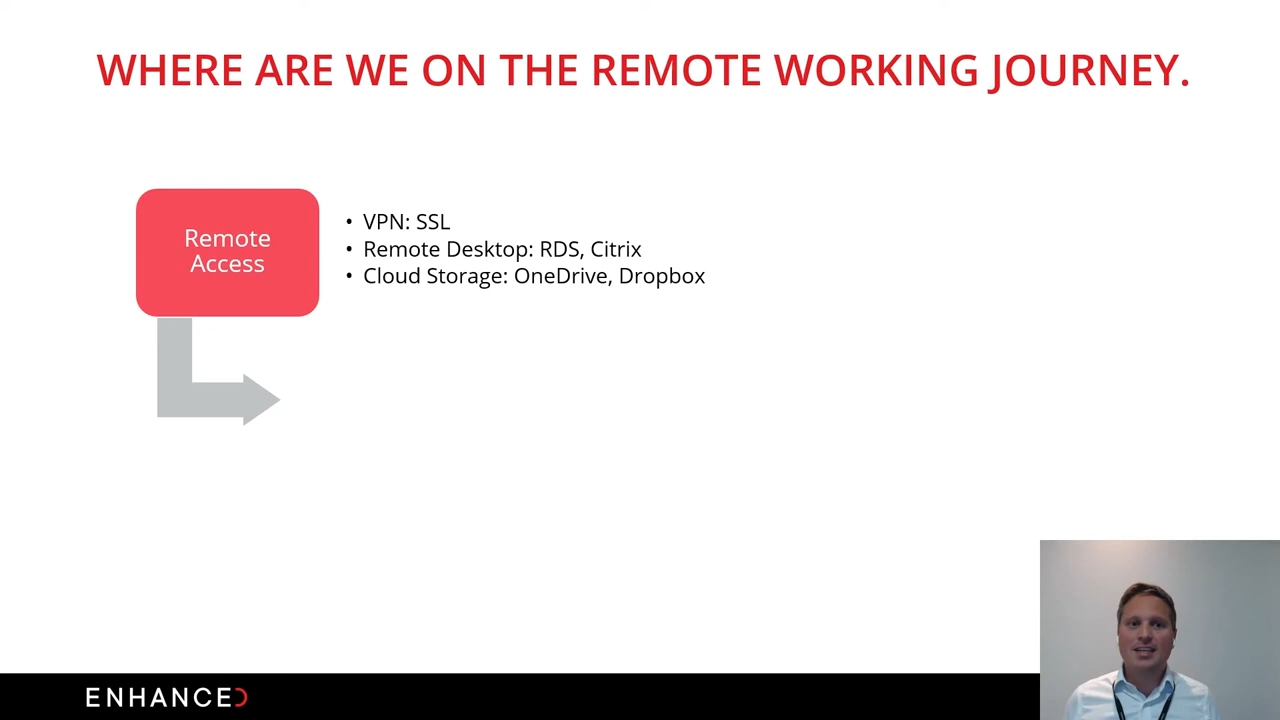 WHERE ARE WE ON THE REMOTE WORKING JOURNEY.
Remote
Access
• VPN: SSL
• Remote Desktop: RDS, Citrix
• Cloud Storage: OneDrive, Dropbox
ENHANCED